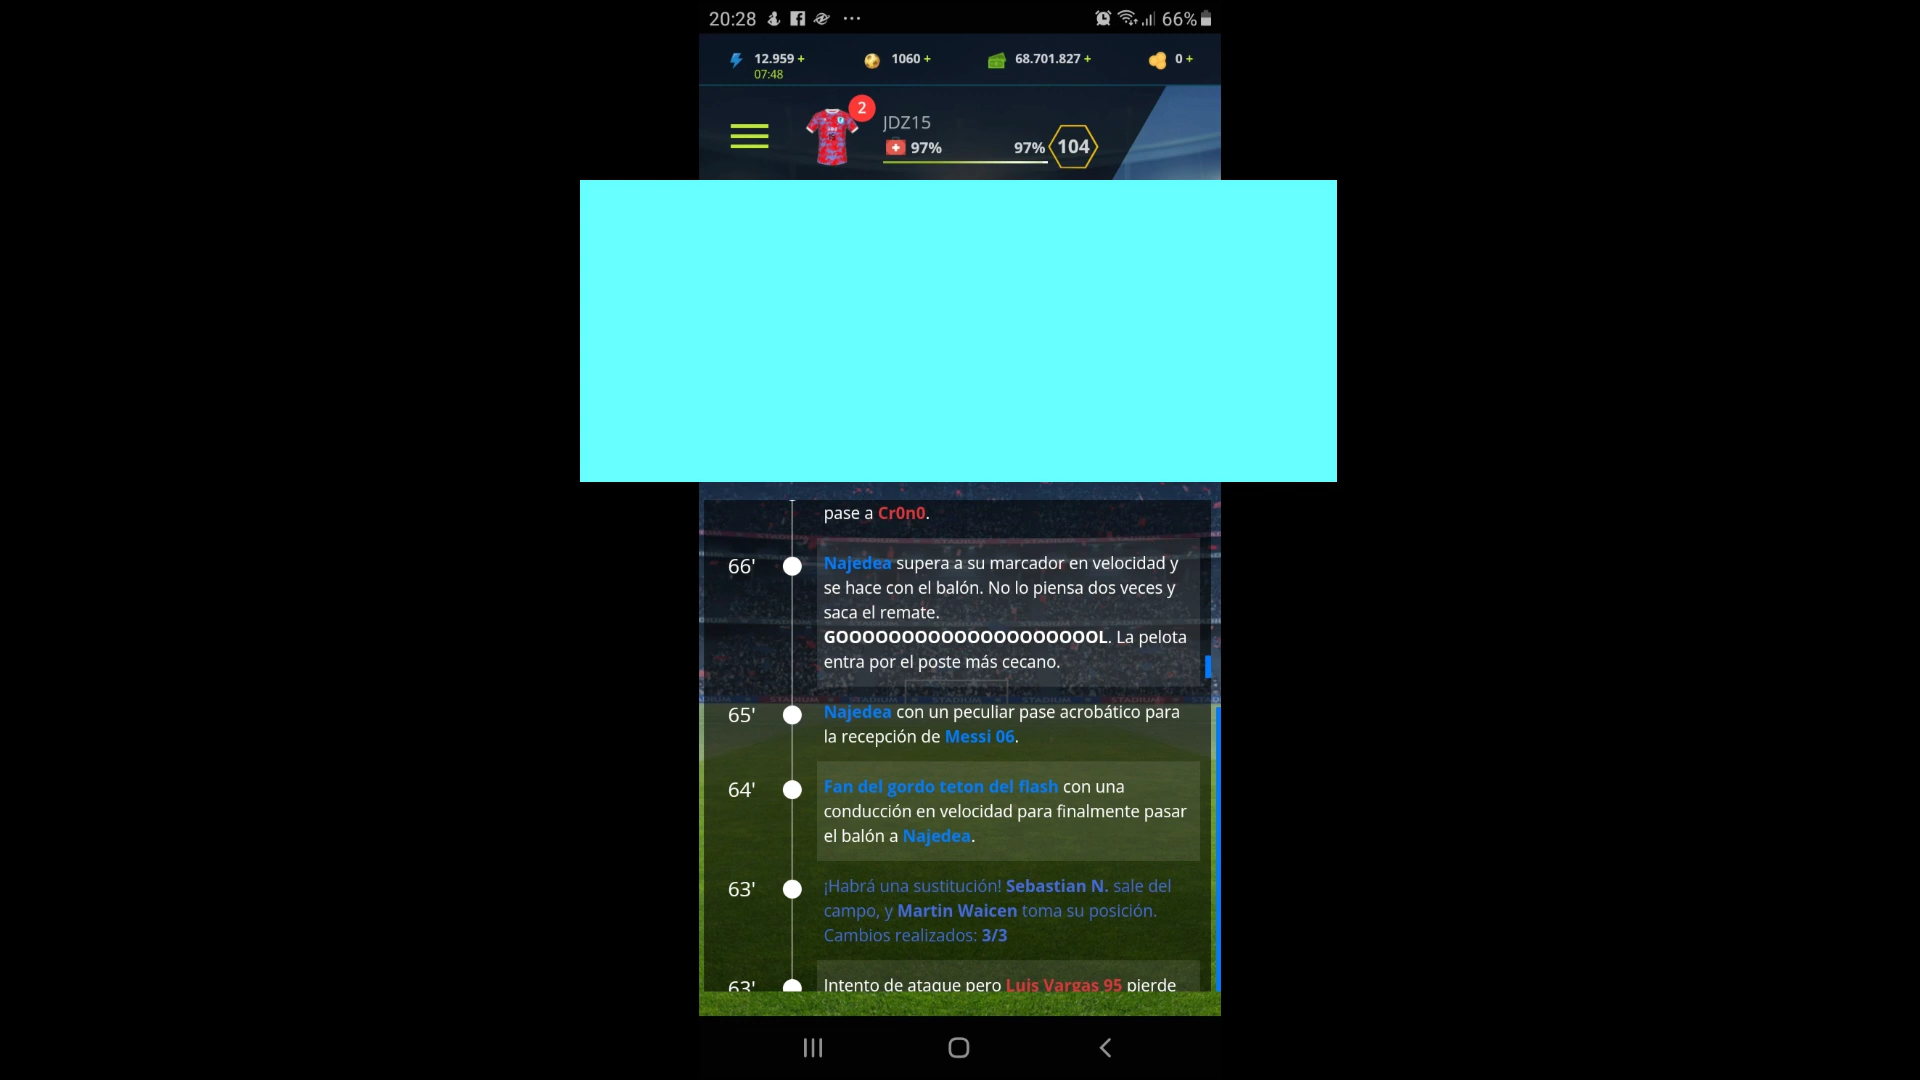 20:28 66%
12.959 + 1060 + 68.701.827 + 0 +
07:48
2
JDZ15
97% 97% 104
pase a Cr0n0.
66' Najedea supera a su marcador en velocidad y
se hace con el balón. No lo piensa dos veces y
saca el remate.
GOOOOOOOOOOOOOOOOOOOOL. La pelota
entra por el poste más cecano.
65' Najedea con un peculiar pase acrobático para
la recepción de Messi 06.
64' Fan del gordo teton del flash con una
conducción en velocidad para finalmente pasar
el balón a Najedea.
63' ¡Habrá una sustitución! Sebastian N. sale del
campo, y Martin Waicen toma su posición.
Cambios realizados: 3/3
63' Intento de ataque pero Luis Vargas 95 pierde